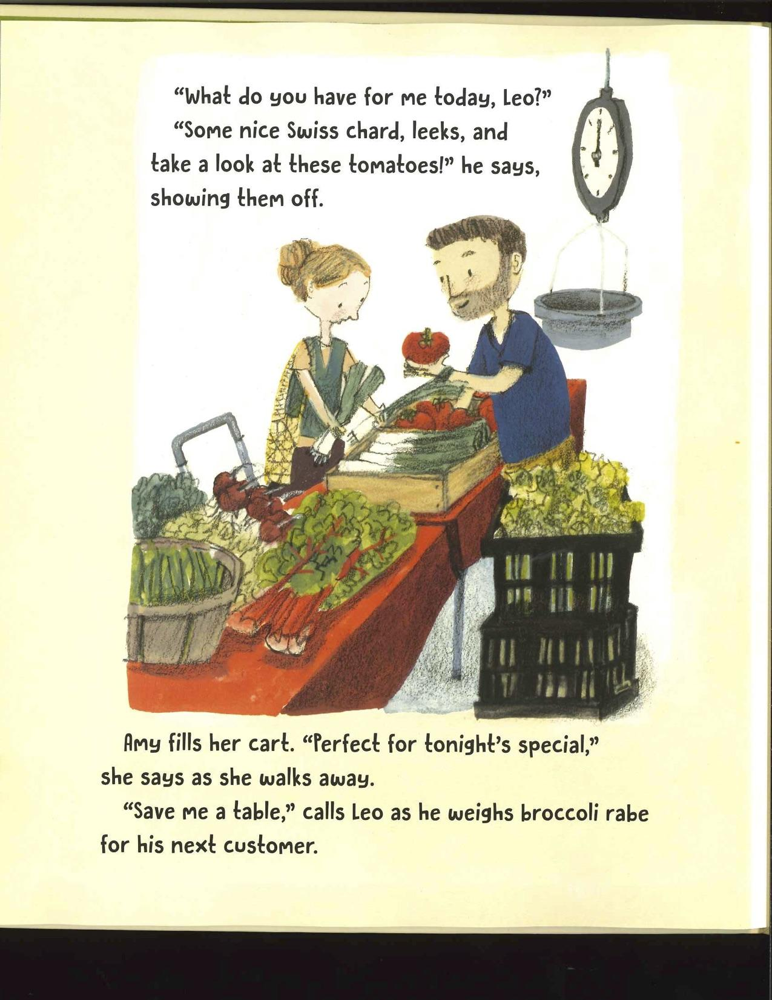 “What do you have for me today, Leo?”
“Some nice Swiss chard, leeks, and
take a look at these tomatoes!” he says,
showing them off.
Amy fills her cart. “Perfect for tonight’s special,”
she says as she walks away.
“Save me a table,” calls Leo as he weighs broccoli rabe
for his next customer.